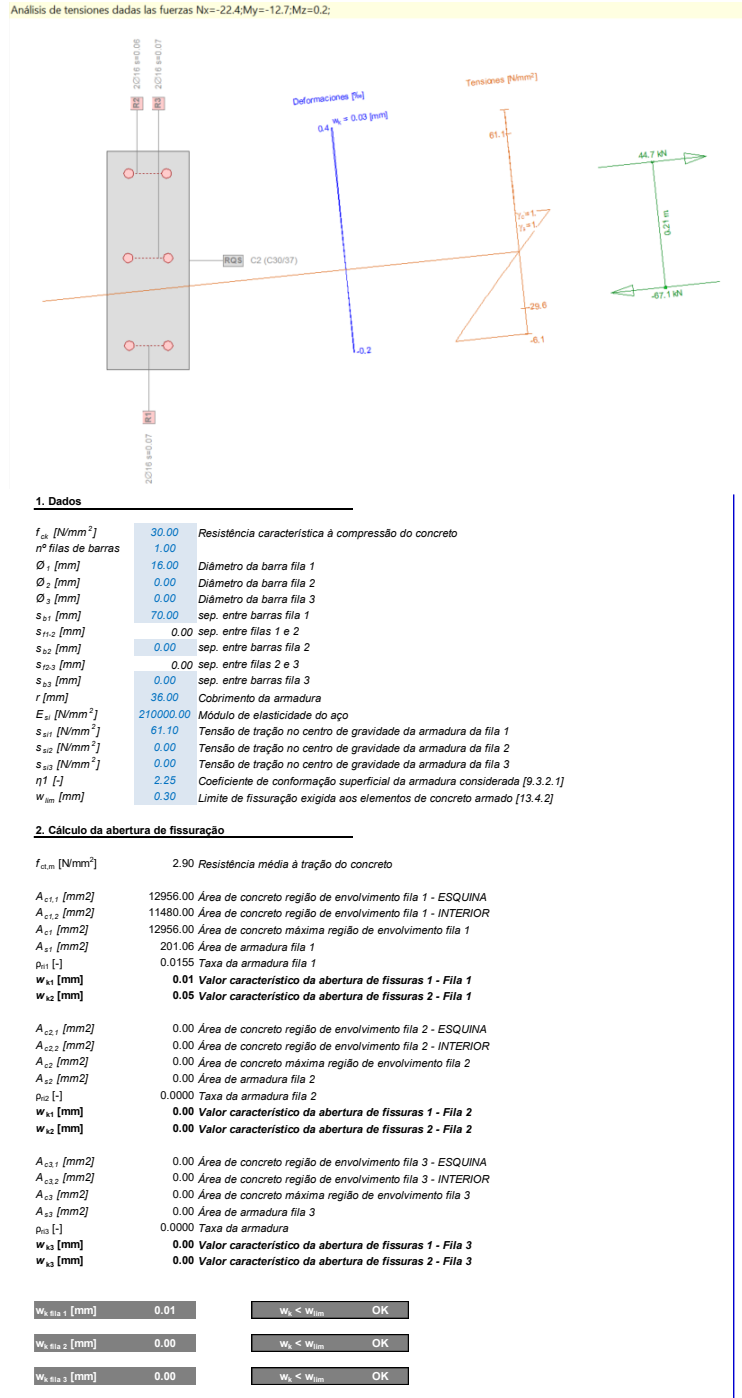 Análisis de tensiones dadas las fuerzas Nx=-22.4;My=-12.7;Mz=0.2;
2∅16 s=0.06
2∅16 s=0.07
R2
R3
RQS C2 (C30/37)
R1
2∅16 s=0.07
Deformaciones [‰]
0.4
wk = 0.03 [mm]
-0.2
Tensiones [N/mm²]
61.1
γc=1.
γs=1.
-29.6
-6.1
44.7 kN
0.21 m
-67.1 kN
1. Dados
fck [N/mm²] 30.00 Resistência característica à compressão do concreto
nº filas de barras 1.00
Ø1 [mm] 16.00 Diâmetro da barra fila 1
Ø2 [mm] 0.00 Diâmetro da barra fila 2
Ø3 [mm] 0.00 Diâmetro da barra fila 3
sb1 [mm] 70.00 sep. entre barras fila 1
sf1-2 [mm] 0.00 sep. entre filas 1 e 2
sb2 [mm] 0.00 sep. entre barras fila 2
sf2-3 [mm] 0.00 sep. entre filas 2 e 3
sb3 [mm] 0.00 sep. entre barras fila 3
r [mm] 36.00 Cobrimento da armadura
Esi [N/mm²] 210000.00 Módulo de elasticidade do aço
ssi1 [N/mm²] 61.10 Tensão de tração no centro de gravidade da armadura da fila 1
ssi2 [N/mm²] 0.00 Tensão de tração no centro de gravidade da armadura da fila 2
ssi3 [N/mm²] 0.00 Tensão de tração no centro de gravidade da armadura da fila 3
η1 [-] 2.25 Coeficiente de conformação superficial da armadura considerada [9.3.2.1]
wlim [mm] 0.30 Limite de fissuração exigida aos elementos de concreto armado [13.4.2]
2. Cálculo da abertura de fissuração
fct,m [N/mm²] 2.90 Resistência média à tração do concreto
Ac1,1 [mm2] 12956.00 Área de concreto região de envolvimento fila 1 - ESQUINA
Ac1,2 [mm2] 11480.00 Área de concreto região de envolvimento fila 1 - INTERIOR
Ac1 [mm2] 12956.00 Área de concreto máxima região de envolvimento fila 1
As1 [mm2] 201.06 Área de armadura fila 1
ρri1 [-] 0.0155 Taxa da armadura fila 1
wk1 [mm] 0.01 Valor característico da abertura de fissuras 1 - Fila 1
wk2 [mm] 0.05 Valor característico da abertura de fissuras 2 - Fila 1
Ac2,1 [mm2] 0.00 Área de concreto região de envolvimento fila 2 - ESQUINA
Ac2,2 [mm2] 0.00 Área de concreto região de envolvimento fila 2 - INTERIOR
Ac2 [mm2] 0.00 Área de concreto máxima região de envolvimento fila 2
As2 [mm2] 0.00 Área de armadura fila 2
ρri2 [-] 0.0000 Taxa da armadura fila 2
wk1 [mm] 0.00 Valor característico da abertura de fissuras 1 - Fila 2
wk2 [mm] 0.00 Valor característico da abertura de fissuras 2 - Fila 2
Ac3,1 [mm2] 0.00 Área de concreto região de envolvimento fila 3 - ESQUINA
Ac3,2 [mm2] 0.00 Área de concreto região de envolvimento fila 3 - INTERIOR
Ac3 [mm2] 0.00 Área de concreto máxima região de envolvimento fila 3
As3 [mm2] 0.00 Área de armadura fila 3
ρri3 [-] 0.0000 Taxa da armadura
wk3 [mm] 0.00 Valor característico da abertura de fissuras 1 - Fila 3
wk3 [mm] 0.00 Valor característico da abertura de fissuras 2 - Fila 3
wk fila 1 [mm] 0.01 wk < wlim OK
wk fila 2 [mm] 0.00 wk < wlim OK
wk fila 3 [mm] 0.00 wk < wlim OK